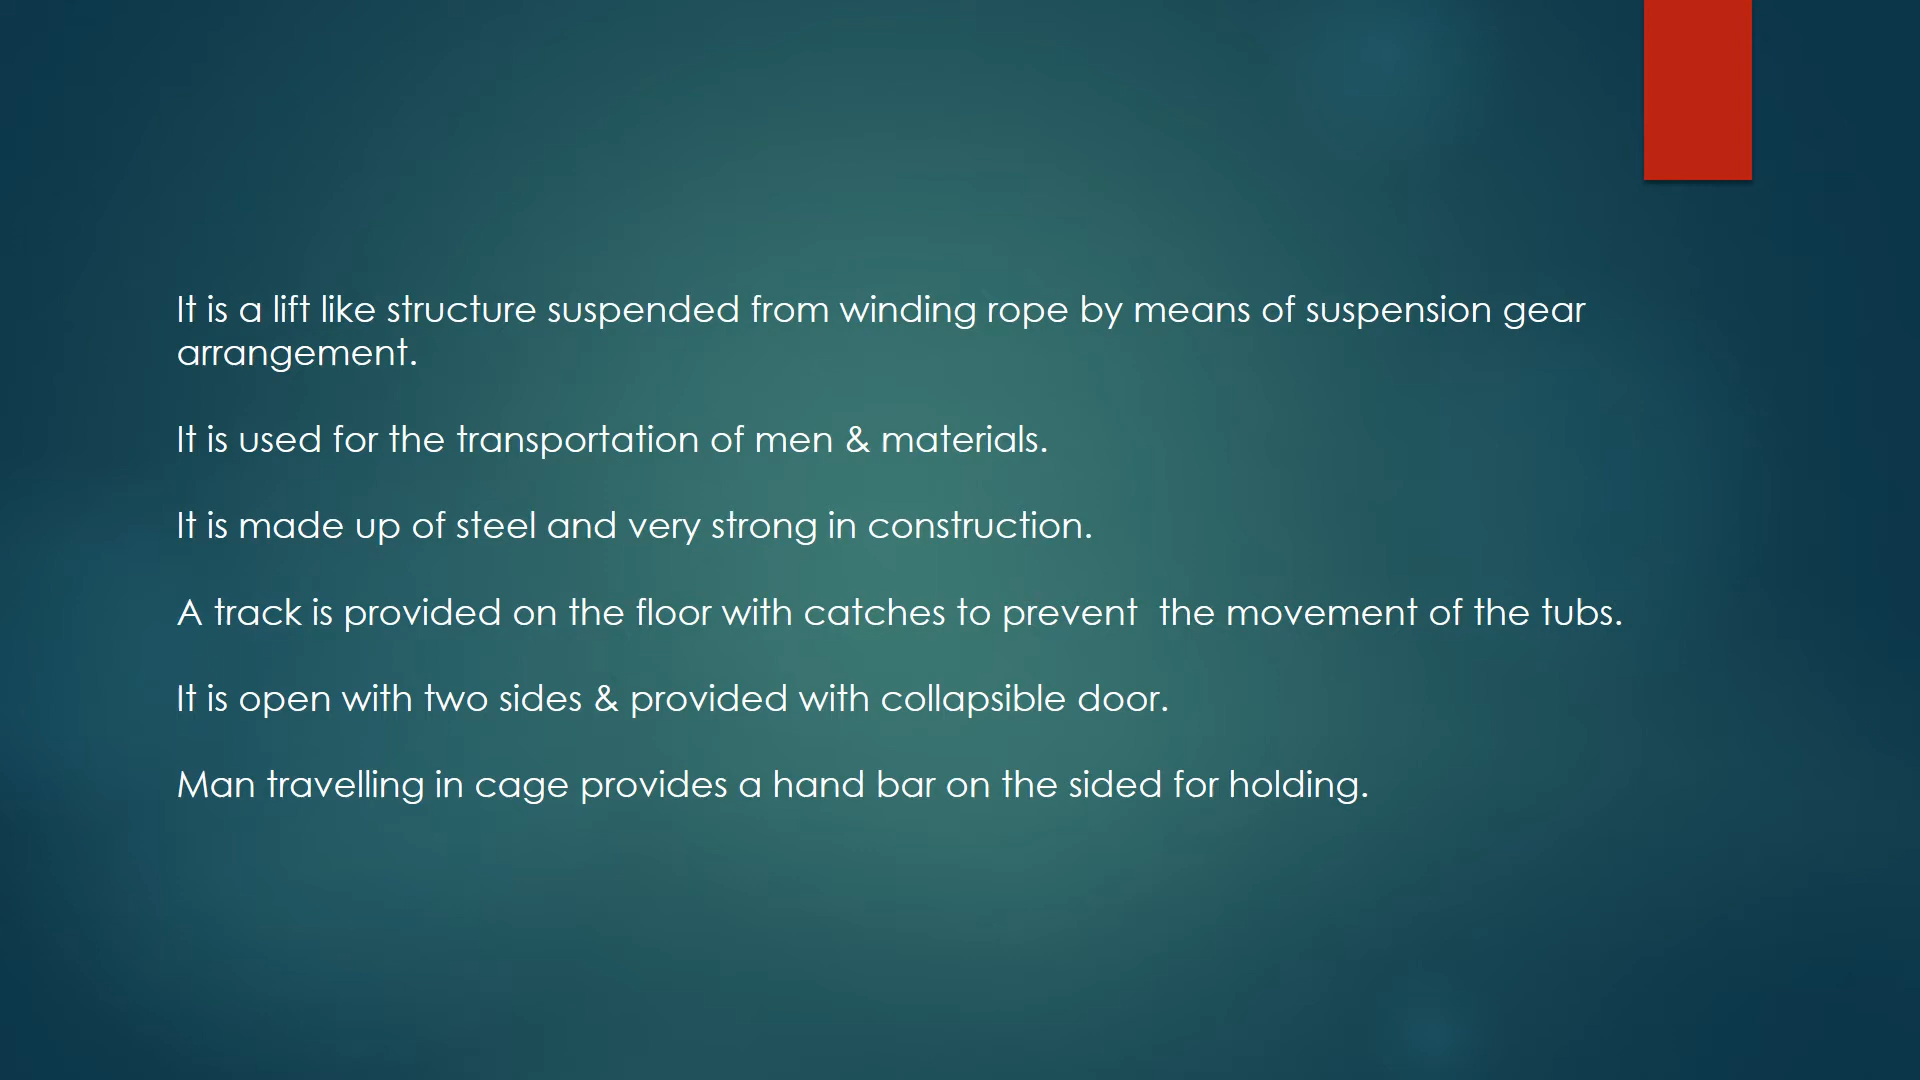 It is a lift like structure suspended from winding rope by means of suspension gear
arrangement.
It is used for the transportation of men & materials.
It is made up of steel and very strong in construction.
A track is provided on the floor with catches to prevent  the movement of the tubs.
It is open with two sides & provided with collapsible door.
Man travelling in cage provides a hand bar on the sided for holding.